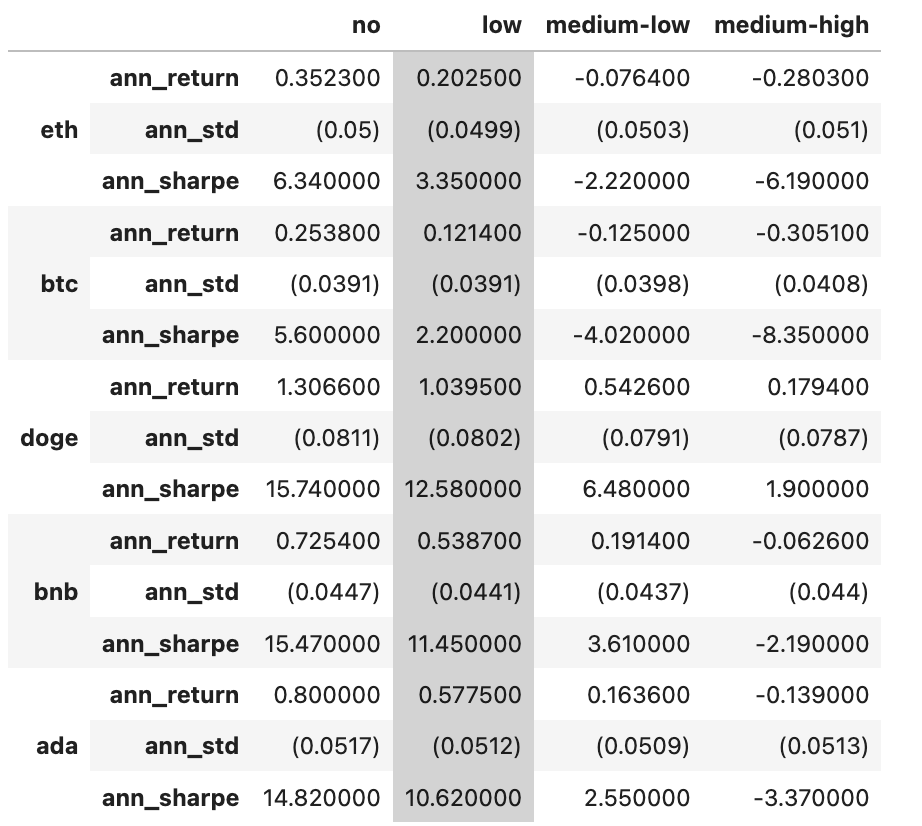 no low medium-low medium-high
ann_return 0.352300 0.202500 -0.076400 -0.280300
eth ann_std (0.05) (0.0499) (0.0503) (0.051)
ann_sharpe 6.340000 3.350000 -2.220000 -6.190000
ann_return 0.253800 0.121400 -0.125000 -0.305100
btc ann_std (0.0391) (0.0391) (0.0398) (0.0408)
ann_sharpe 5.600000 2.200000 -4.020000 -8.350000
ann_return 1.306600 1.039500 0.542600 0.179400
doge ann_std (0.0811) (0.0802) (0.0791) (0.0787)
ann_sharpe 15.740000 12.580000 6.480000 1.900000
ann_return 0.725400 0.538700 0.191400 -0.062600
bnb ann_std (0.0447) (0.0441) (0.0437) (0.044)
ann_sharpe 15.470000 11.450000 3.610000 -2.190000
ann_return 0.800000 0.577500 0.163600 -0.139000
ada ann_std (0.0517) (0.0512) (0.0509) (0.0513)
ann_sharpe 14.820000 10.620000 2.550000 -3.370000